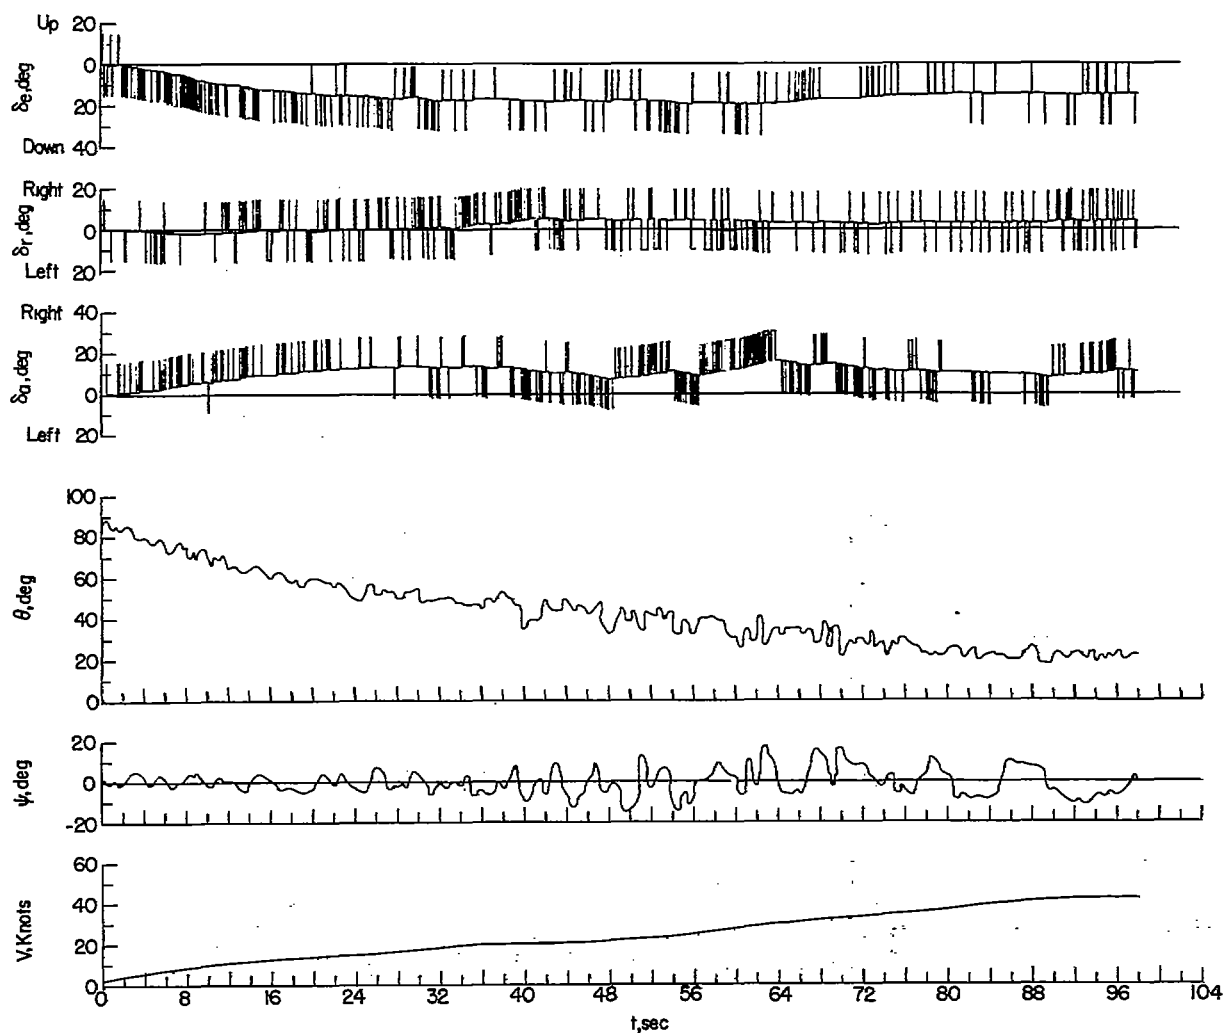 Up 20
0
20
Down 40
δe, deg
Right 20
0
Left 20
δr, deg
Right 40
20
0
Left 20
δa, deg
100
80
60
40
20
0
θ, deg
20
0
-20
ψ, deg
60
40
20
0
V, Knots
0 8 16 24 32 40 48 56 64 72 80 88 96 104
t, sec